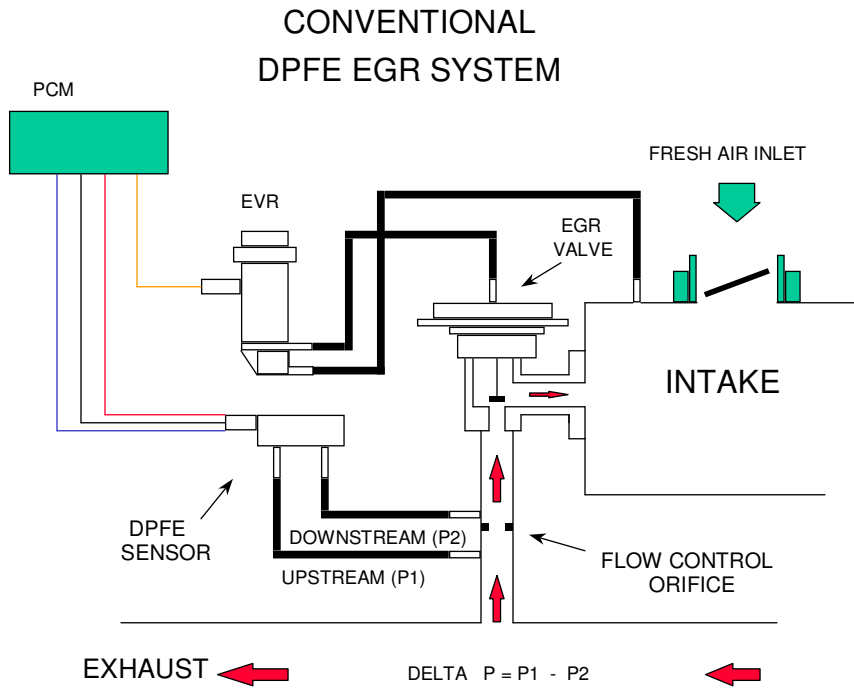 CONVENTIONAL
DPFE EGR SYSTEM
PCM
FRESH AIR INLET
EVR
EGR
VALVE
INTAKE
DPFE
SENSOR
DOWNSTREAM (P2)
UPSTREAM (P1)
FLOW CONTROL
ORIFICE
EXHAUST
DELTA P = P1 - P2